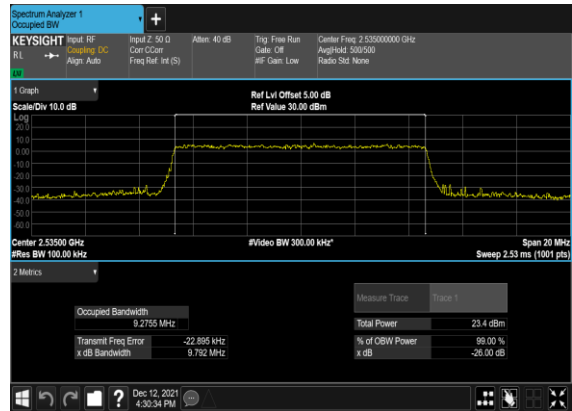 Spectrum Analyzer 1
Occupied BW
+
KEYSIGHT Input: RF Input Z: 50 Ω Atten: 40 dB Trig: Free Run Center Freq: 2.535000000 GHz
Coupling: DC Corr CCorr Gate: Off Avg|Hold: 500/500
RL Align: Auto Freq Ref: Int (S) #IF Gain: Low Radio Std: None
LW
1 Graph
Ref Lvl Offset 5.00 dB
Scale/Div 10.0 dB Ref Value 30.00 dBm
Log
20.0
10.0
0.00
-10.0
-20.0
-30.0
-40.0
-50.0
-60.0
Center 2.53500 GHz #Video BW 300.00 kHz* Span 20 MHz
#Res BW 100.00 kHz Sweep 2.53 ms (1001 pts)
2 Metrics
Measure Trace Trace 1
Occupied Bandwidth
9.2755 MHz Total Power 23.4 dBm
Transmit Freq Error -22.895 kHz % of OBW Power 99.00 %
x dB Bandwidth 9.792 MHz x dB -26.00 dB
? Dec 12, 2021
4:30:34 PM